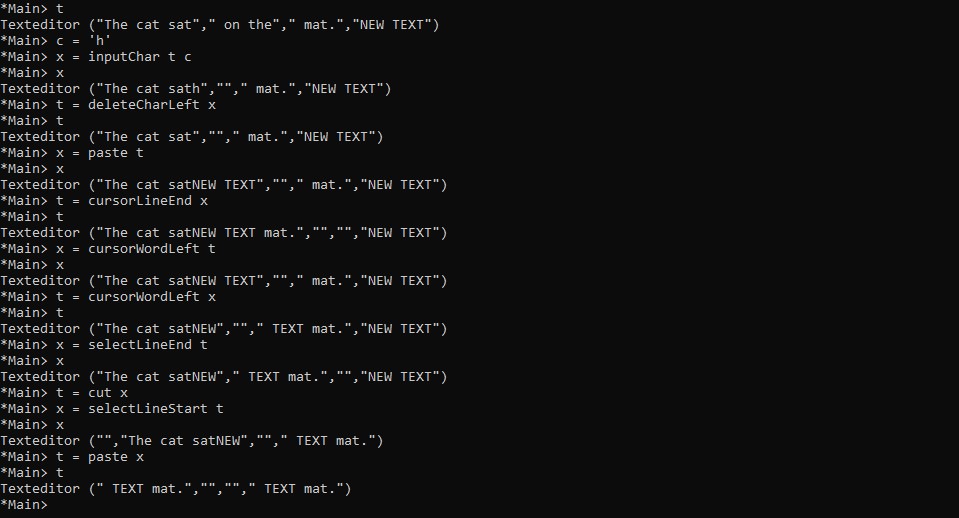 *Main> t
Texteditor ("The cat sat"," on the"," mat.","NEW TEXT")
*Main> c = 'h'
*Main> x = inputChar t c
*Main> x
Texteditor ("The cat sath",""," mat.","NEW TEXT")
*Main> t = deleteCharLeft x
*Main> t
Texteditor ("The cat sat",""," mat.","NEW TEXT")
*Main> x = paste t
*Main> x
Texteditor ("The cat satNEW TEXT",""," mat.","NEW TEXT")
*Main> t = cursorLineEnd x
*Main> t
Texteditor ("The cat satNEW TEXT mat.","","","NEW TEXT")
*Main> x = cursorWordLeft t
*Main> x
Texteditor ("The cat satNEW TEXT",""," mat.","NEW TEXT")
*Main> t = cursorWordLeft x
*Main> t
Texteditor ("The cat satNEW",""," TEXT mat.","NEW TEXT")
*Main> x = selectLineEnd t
*Main> x
Texteditor ("The cat satNEW"," TEXT mat.","","NEW TEXT")
*Main> t = cut x
*Main> x = selectLineStart t
*Main> x
Texteditor ("","The cat satNEW",""," TEXT mat.")
*Main> t = paste x
*Main> t
Texteditor (" TEXT mat.","",""," TEXT mat.")
*Main>